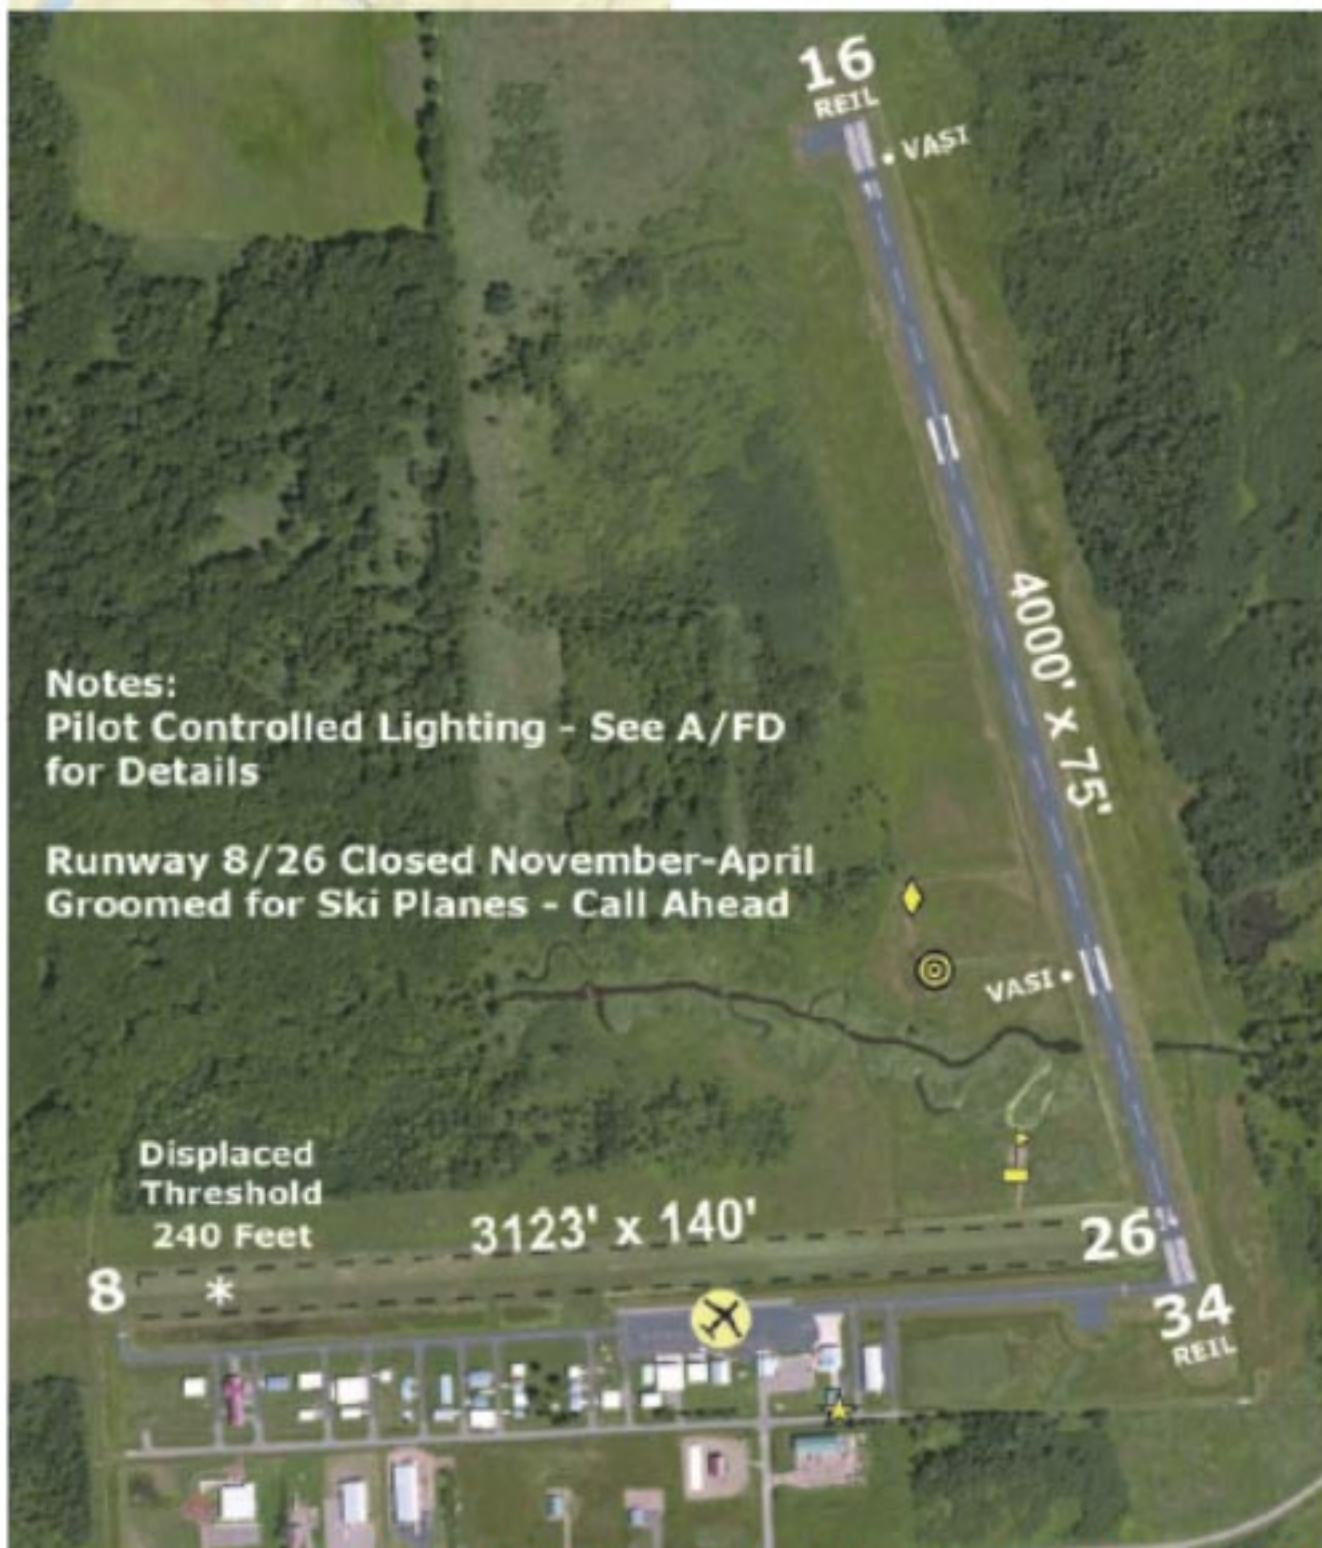 16
REIL
VASI
4000' x 75'
Notes:
Pilot Controlled Lighting - See A/FD
for Details
Runway 8/26 Closed November-April
Groomed for Ski Planes - Call Ahead
VASI
Displaced
Threshold
240 Feet
3123' x 140'
26
8
*
34
REIL